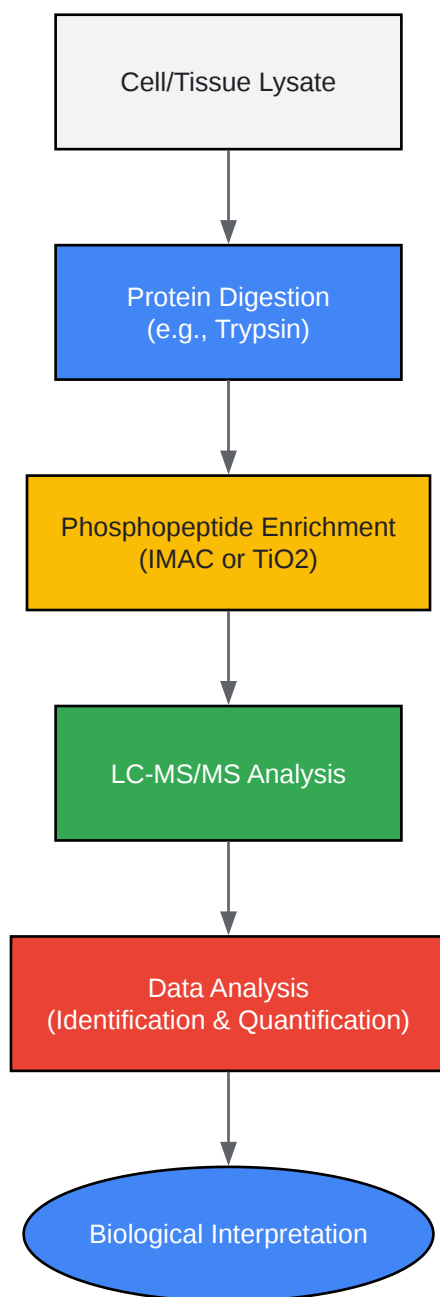 Cell/Tissue Lysate
Protein Digestion
(e.g., Trypsin)
Phosphopeptide Enrichment
(IMAC or TiO2)
LC-MS/MS Analysis
Data Analysis
(Identification & Quantification)
Biological Interpretation